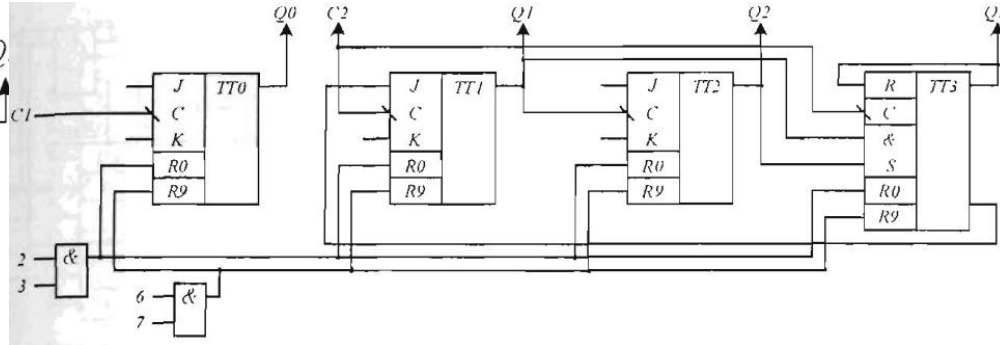 Q0 C2 Q1 Q2 Q
Q
J TT0 J TT1 J TT2 R TT3
C1 C C C C
K K K &
S
R0 R0 R0 R0
R9 R9 R9 R9
2 &
3
6 &
7